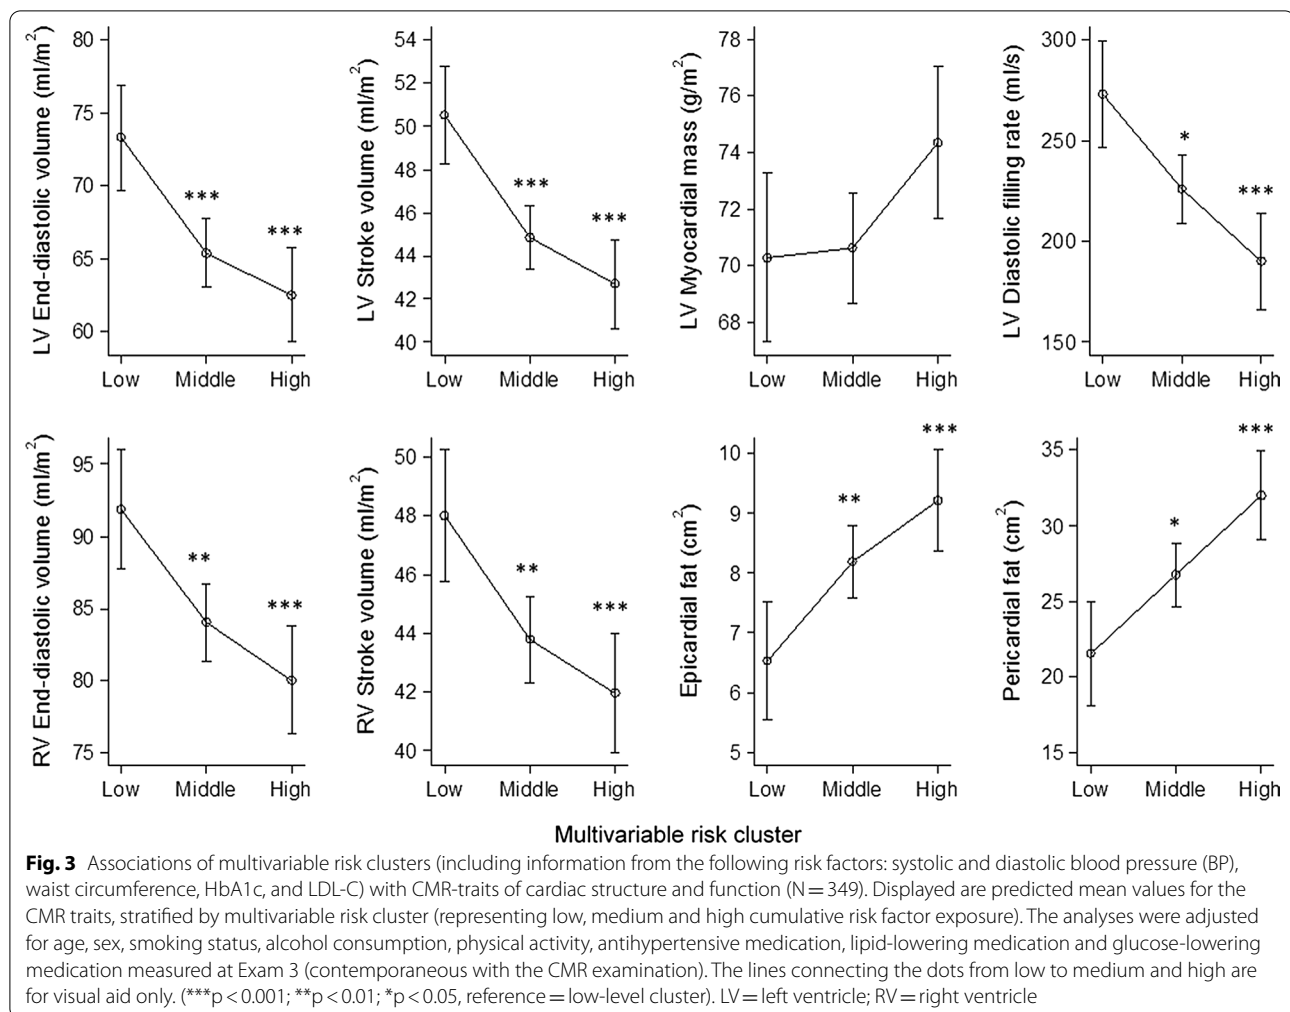 LV End-diastolic volume (ml/m²)
80
75
70
65
60
***
***
Low Middle High
LV Stroke volume (ml/m²)
54
52
50
48
46
44
42
40
***
***
Low Middle High
LV Myocardial mass (g/m²)
78
76
74
72
70
68
Low Middle High
LV Diastolic filling rate (ml/s)
300
250
200
150
*
***
Low Middle High
RV End-diastolic volume (ml/m²)
95
90
85
80
75
**
***
Low Middle High
RV Stroke volume (ml/m²)
50
48
46
44
42
40
**
***
Low Middle High
Epicardial fat (cm²)
10
9
8
7
6
5
**
***
Low Middle High
Pericardial fat (cm²)
35
30
25
20
15
*
***
Low Middle High
Multivariable risk cluster
Fig. 3 Associations of multivariable risk clusters (including information from the following risk factors: systolic and diastolic blood pressure (BP),
waist circumference, HbA1c, and LDL-C) with CMR-traits of cardiac structure and function (N = 349). Displayed are predicted mean values for the
CMR traits, stratified by multivariable risk cluster (representing low, medium and high cumulative risk factor exposure). The analyses were adjusted
for age, sex, smoking status, alcohol consumption, physical activity, antihypertensive medication, lipid-lowering medication and glucose-lowering
medication measured at Exam 3 (contemporaneous with the CMR examination). The lines connecting the dots from low to medium and high are
for visual aid only. (***p < 0.001; **p < 0.01; *p < 0.05, reference = low-level cluster). LV = left ventricle; RV = right ventricle